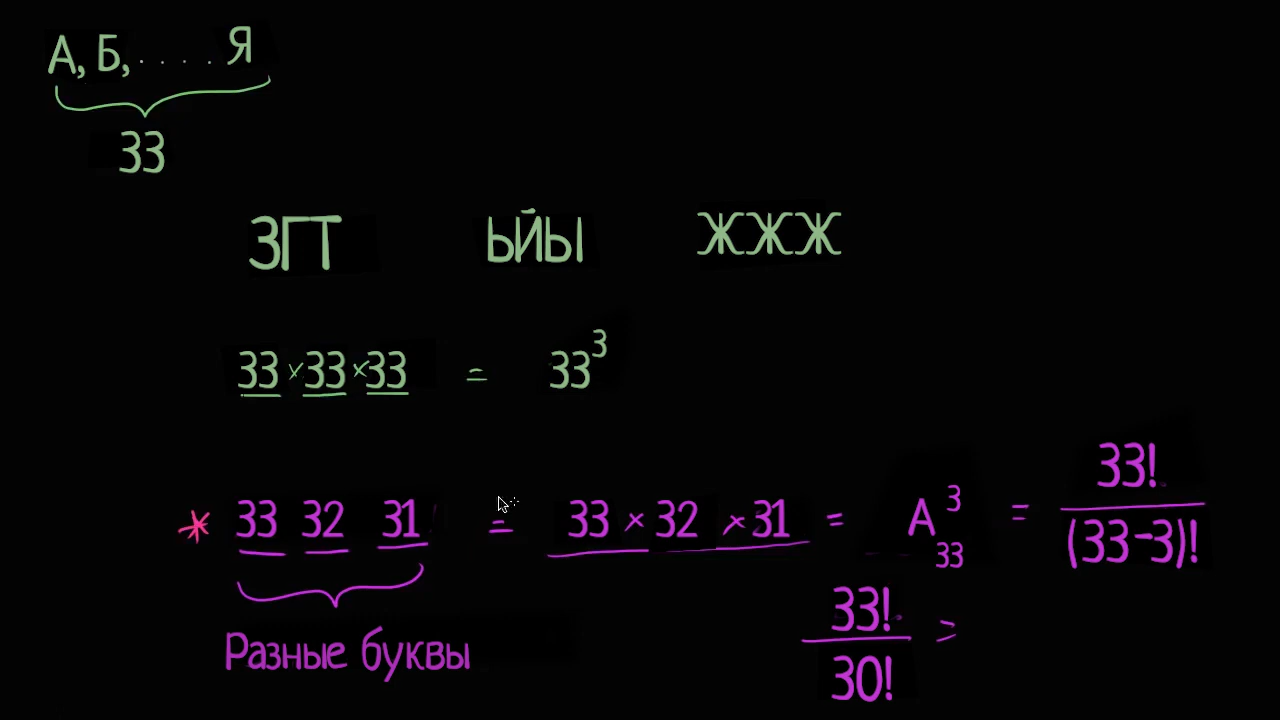 А, Б, . . . . Я
33
ЗГТ ЬЙЫ ЖЖЖ
33 × 33 × 33 = 33³
* 33 32 31 = 33 × 32 × 31 = A³₃₃ = 33! / (33-3)!
Разные буквы
33! / 30! =